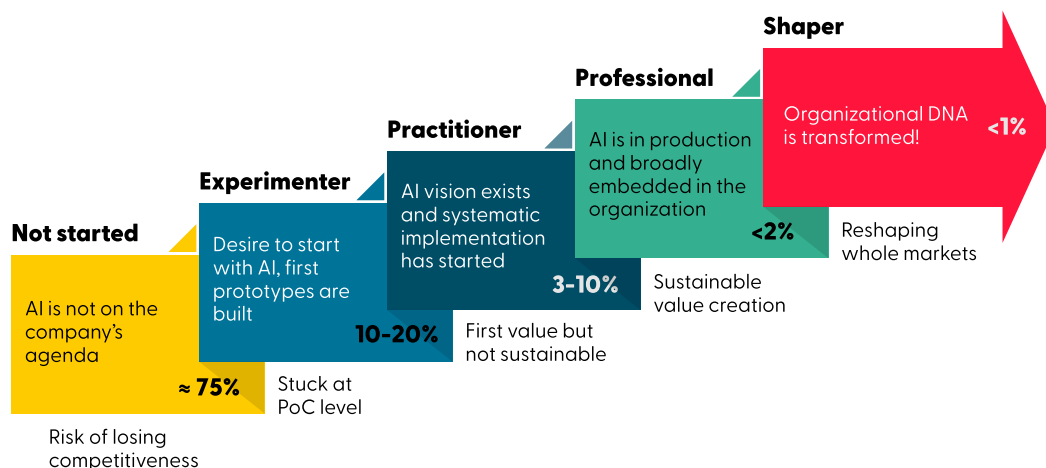 Shaper
Organizational DNA
is transformed!
<1%
Reshaping
whole markets
Professional
AI is in production
and broadly
embedded in the
organization
<2%
Sustainable
value creation
Practitioner
AI vision exists
and systematic
implementation
has started
3-10%
First value but
not sustainable
Experimenter
Desire to start
with AI, first
prototypes are
built
10-20%
Stuck at
PoC level
Not started
AI is not on the
company's
agenda
≈ 75%
Risk of losing
competitiveness